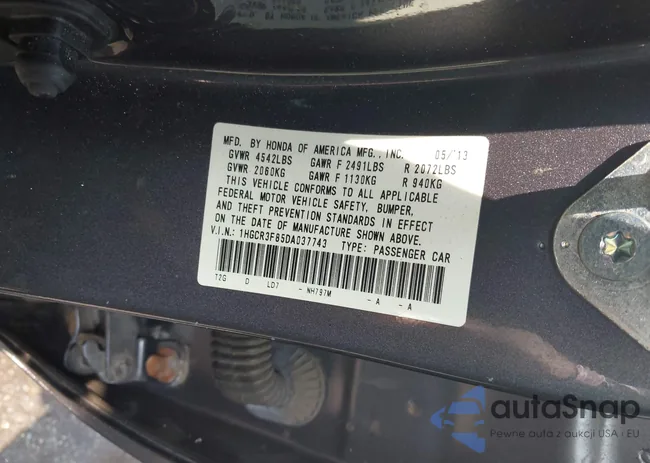 MFD. BY HONDA OF AMERICA MFG., INC. 05/'13
GVWR 4542LBS GAWR F 2491LBS R 2072LBS
GVWR 2060KG GAWR F 1130KG R 940KG
THIS VEHICLE CONFORMS TO ALL APPLICABLE
FEDERAL MOTOR VEHICLE SAFETY, BUMPER,
AND THEFT PREVENTION STANDARDS IN EFFECT
ON THE DATE OF MANUFACTURE SHOWN ABOVE.
V.I.N.: 1HGCR3F85DA037743 TYPE: PASSENGER CAR
T2G D LD7 - NH797M - A - A
autaSnap
Pewne auta z aukcji USA i EU